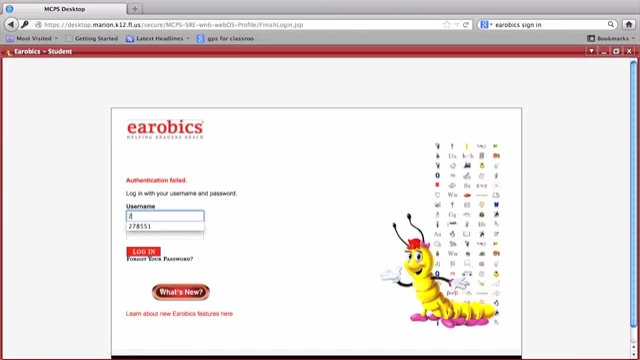 MCPS Desktop
https://desktop.marion.k12.fl.us/secure/MCPS-SRE-wn6-webOS-Profile/FinishLogin.jsp
earobics sign in
Most Visited
Getting Started
Latest Headlines
gps for classroo...
Bookmarks
Earobics - Student
earobics
HELPING READERS REACH
Authentication failed.
Log in with your username and password.
Username
2
278551
LOG IN
FORGOT YOUR PASSWORD?
What's New?
Learn about new Earobics features here